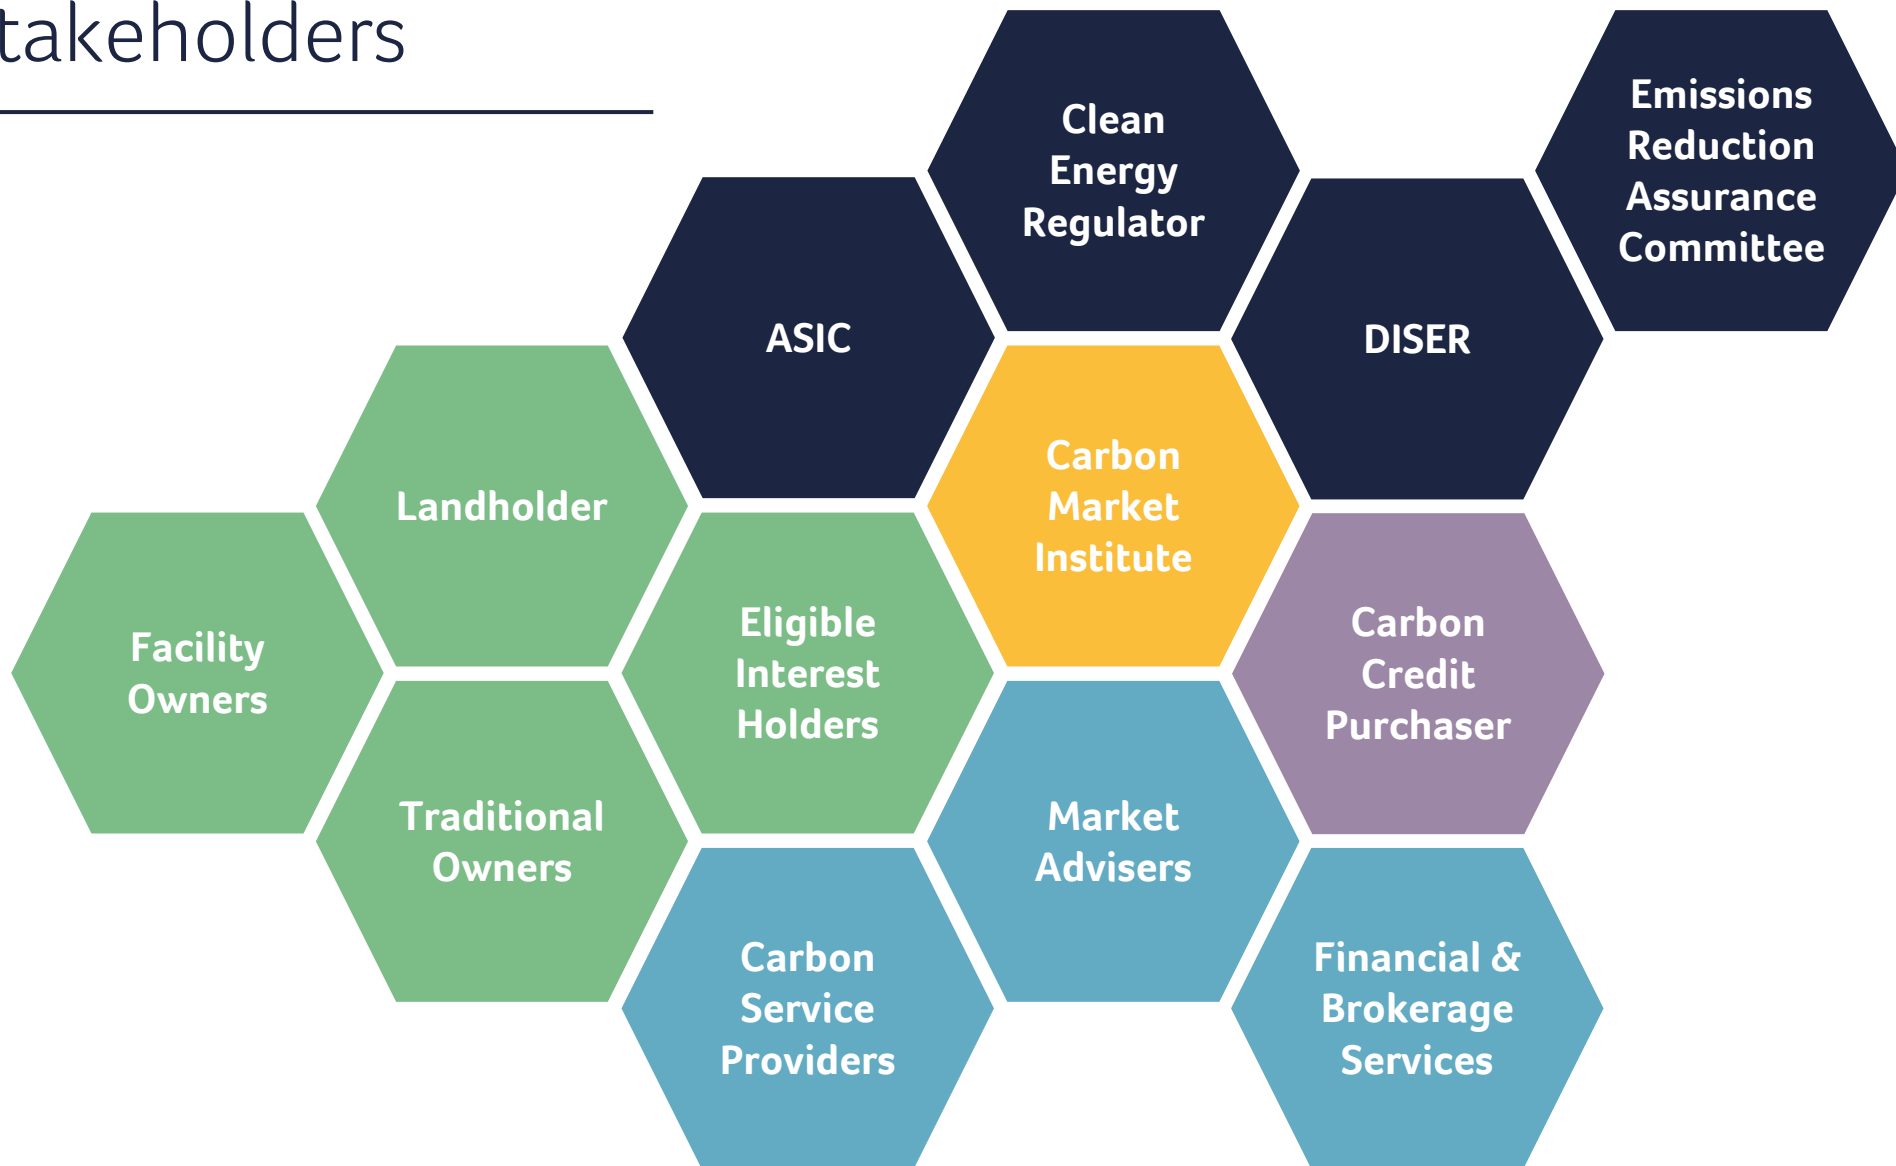 takeholders
Clean
Energy
Regulator
Emissions
Reduction
Assurance
Committee
ASIC
DISER
Landholder
Carbon
Market
Institute
Facility
Owners
Eligible
Interest
Holders
Carbon
Credit
Purchaser
Traditional
Owners
Market
Advisers
Carbon
Service
Providers
Financial &
Brokerage
Services